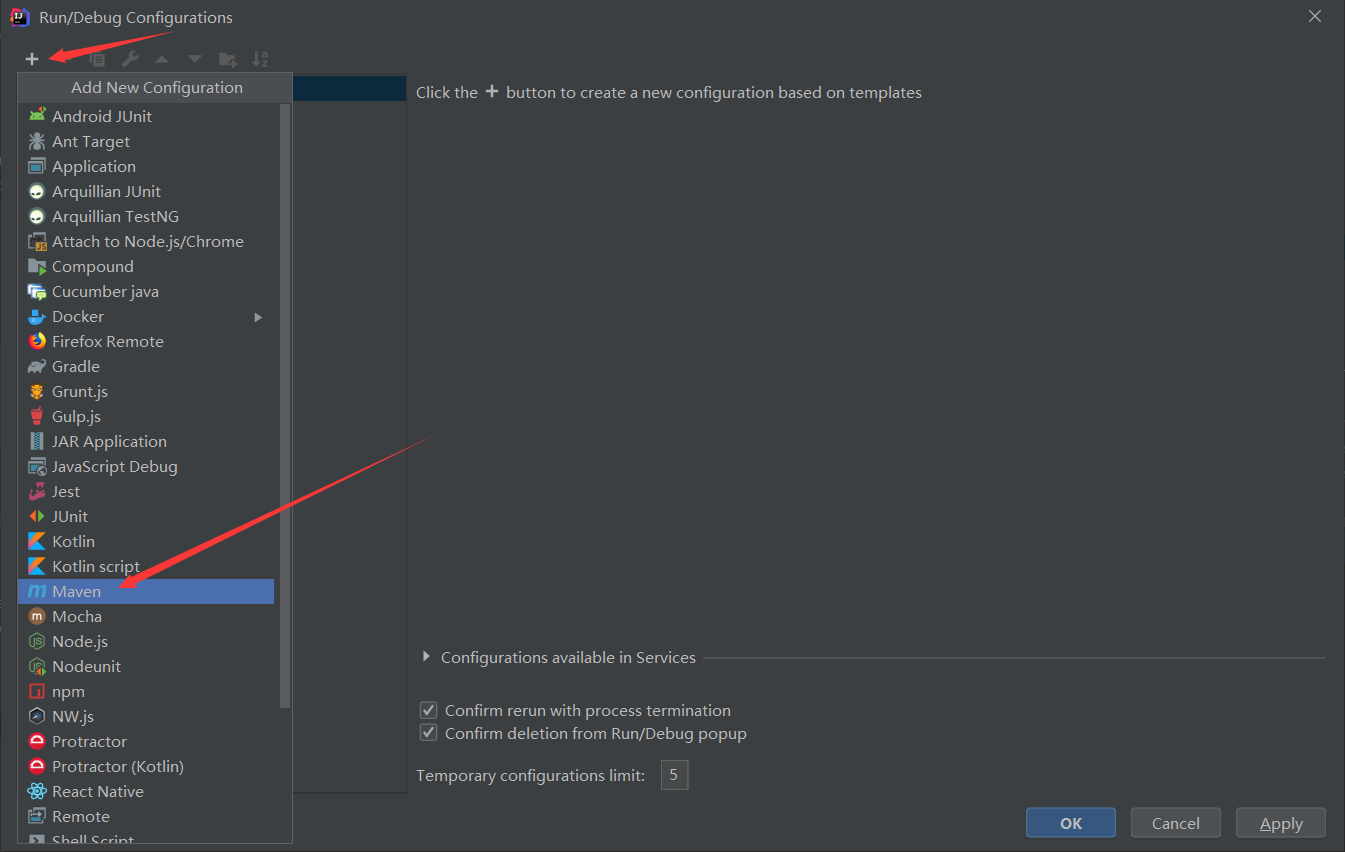 Run/Debug Configurations
Add New Configuration
Android JUnit
Ant Target
Application
Arquillian JUnit
Arquillian TestNG
Attach to Node.js/Chrome
Compound
Cucumber java
Docker
Firefox Remote
Gradle
Grunt.js
Gulp.js
JAR Application
JavaScript Debug
Jest
JUnit
Kotlin
Kotlin script
Maven
Mocha
Node.js
Nodeunit
npm
NW.js
Protractor
Protractor (Kotlin)
React Native
Remote
Shell Script
Click the + button to create a new configuration based on templates
Configurations available in Services
Confirm rerun with process termination
Confirm deletion from Run/Debug popup
Temporary configurations limit: 5
OK Cancel Apply